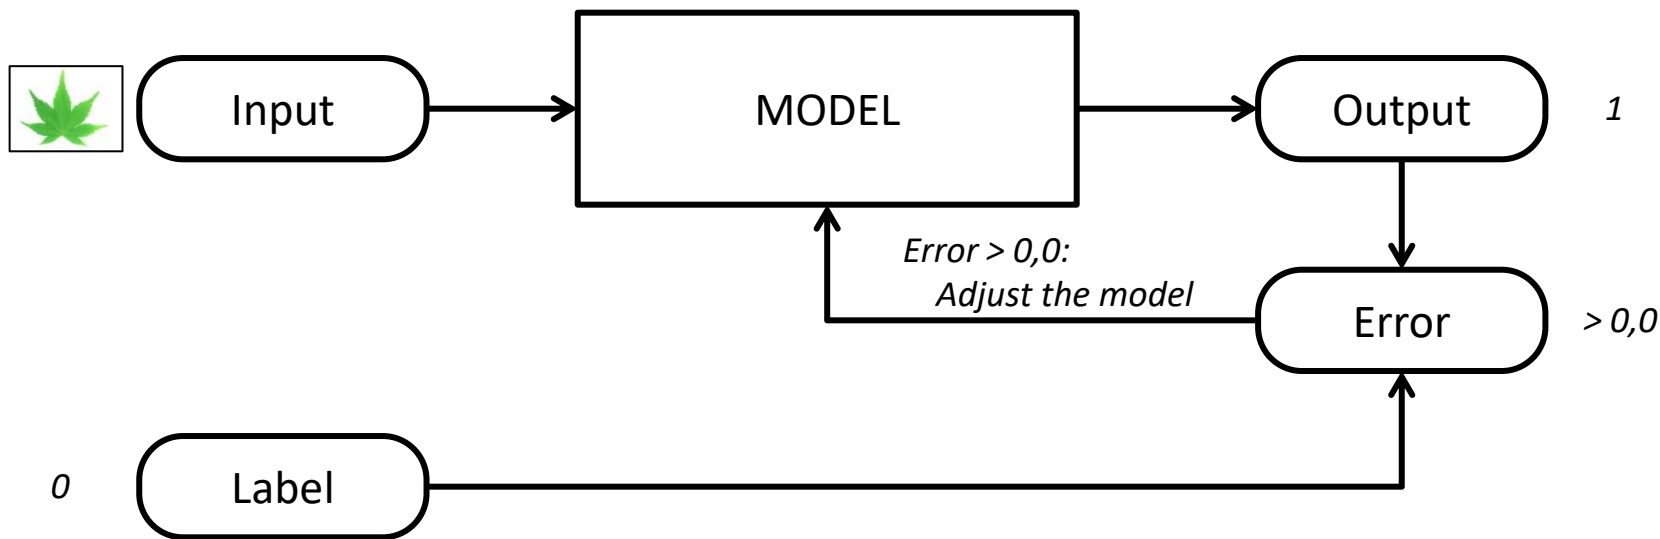 Input
MODEL
Output
1
Error > 0,0:
Adjust the model
Error
> 0,0
0
Label